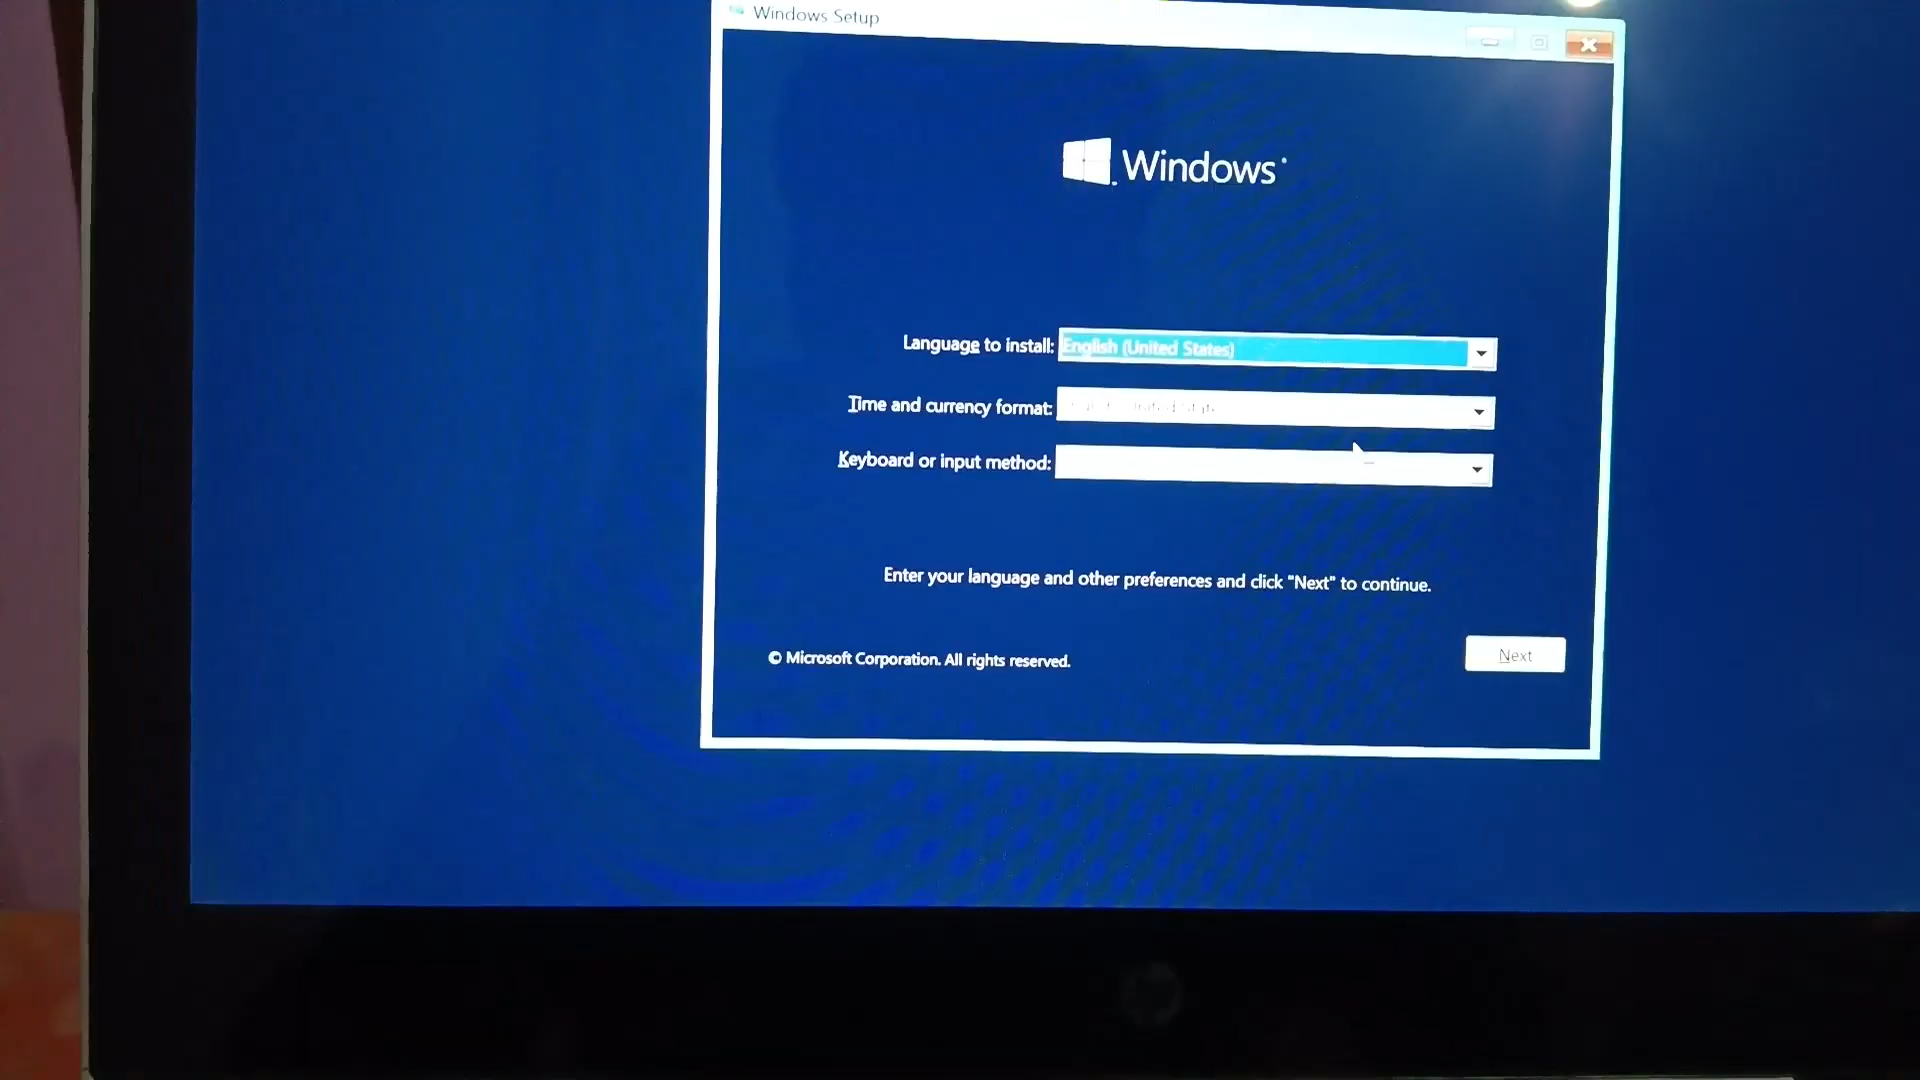 Windows Setup
Windows
Language to install: English (United States)
Time and currency format:
Keyboard or input method:
Enter your language and other preferences and click "Next" to continue.
© Microsoft Corporation. All rights reserved.
Next
hp